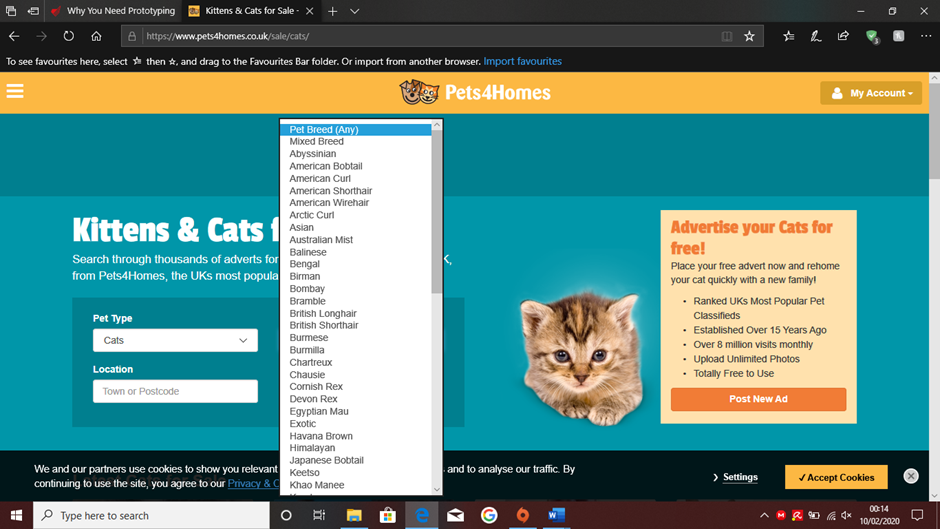 Why You Need Prototyping
Kittens & Cats for Sale -
https://www.pets4homes.co.uk/sale/cats/
To see favourites here, select then ☆, and drag to the Favourites Bar folder. Or import from another browser. Import favourites
Pets4Homes
My Account
Pet Breed (Any)
Mixed Breed
Abyssinian
American Bobtail
American Curl
American Shorthair
American Wirehair
Arctic Curl
Asian
Australian Mist
Balinese
Bengal
Birman
Bombay
Bramble
British Longhair
British Shorthair
Burmese
Burmilla
Chartreux
Chausie
Cornish Rex
Devon Rex
Egyptian Mau
Exotic
Havana Brown
Himalayan
Japanese Bobtail
Keetso
Khao Manee
Kittens & Cats f
Search through thousands of adverts for
K,
from Pets4Homes, the UKs most popula
Pet Type
Cats
Location
Town or Postcode
Advertise your Cats for
free!
Place your free advert now and rehome
your cat quickly with a new family!
• Ranked UKs Most Popular Pet
Classifieds
• Established Over 15 Years Ago
• Over 8 million visits monthly
• Upload Unlimited Photos
• Totally Free to Use
Post New Ad
We and our partners use cookies to show you relevant
s and to analyse our traffic. By
continuing to use the site, you agree to our Privacy & C
Settings
✓Accept Cookies
Type here to search
00:14
10/02/2020